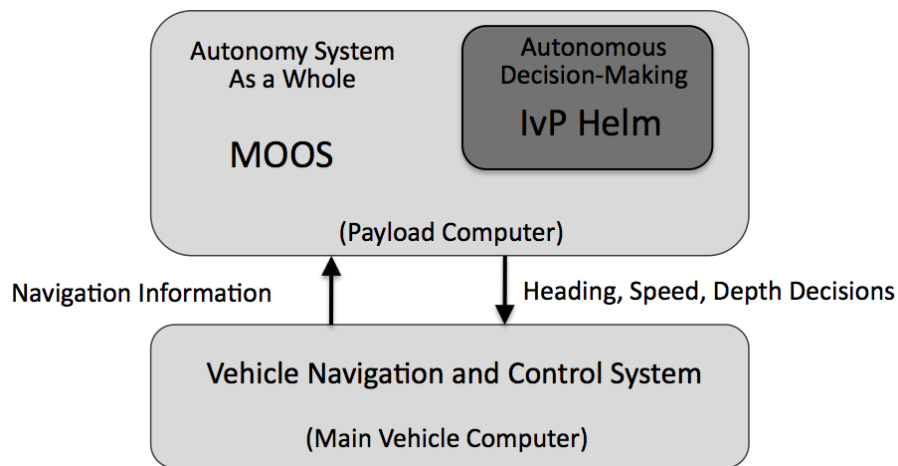 Autonomy System
As a Whole
MOOS
Autonomous
Decision-Making
IvP Helm
(Payload Computer)
Navigation Information
Heading, Speed, Depth Decisions
Vehicle Navigation and Control System
(Main Vehicle Computer)